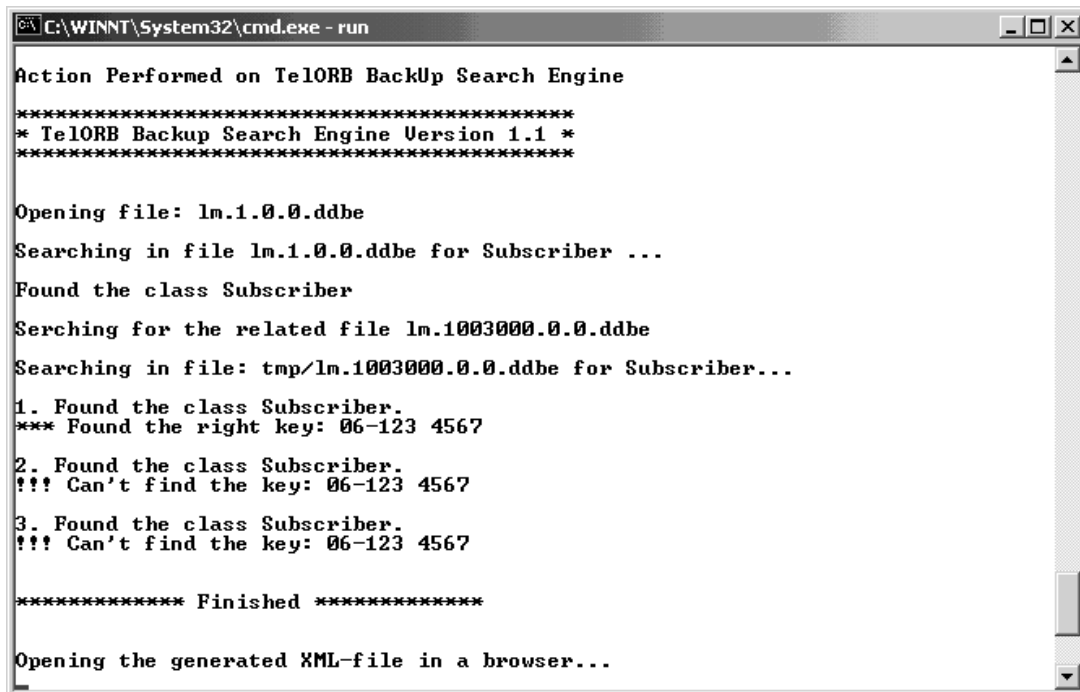 C:\WINNT\System32\cmd.exe - run
Action Performed on TelORB BackUp Search Engine
*******************************************
* TelORB Backup Search Engine Version 1.1 *
*******************************************
Opening file: lm.1.0.0.ddbe
Searching in file lm.1.0.0.ddbe for Subscriber ...
Found the class Subscriber
Serching for the related file lm.1003000.0.0.ddbe
Searching in file: tmp/lm.1003000.0.0.ddbe for Subscriber...
1. Found the class Subscriber.
*** Found the right key: 06-123 4567
2. Found the class Subscriber.
!!! Can't find the key: 06-123 4567
3. Found the class Subscriber.
!!! Can't find the key: 06-123 4567
************* Finished *************
Opening the generated XML-file in a browser...